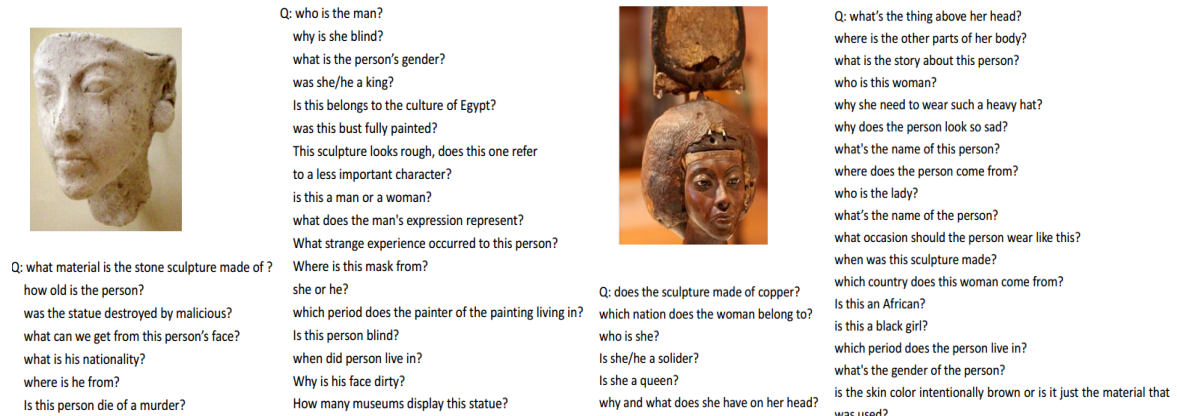 Q: what material is the stone sculpture made of ?
how old is the person?
was the statue destroyed by malicious?
what can we get from this person's face?
what is his nationality?
where is he from?
Is this person die of a murder?
Q: who is the man?
why is she blind?
what is the person's gender?
was she/he a king?
Is this belongs to the culture of Egypt?
was this bust fully painted?
This sculpture looks rough, does this one refer
to a less important character?
is this a man or a woman?
what does the man's expression represent?
What strange experience occurred to this person?
Where is this mask from?
she or he?
which period does the painter of the painting living in?
Is this person blind?
when did person live in?
Why is his face dirty?
How many museums display this statue?
Q: does the sculpture made of copper?
which nation does the woman belong to?
who is she?
Is she/he a solider?
Is she a queen?
why and what does she have on her head?
Q: what's the thing above her head?
where is the other parts of her body?
what is the story about this person?
who is this woman?
why she need to wear such a heavy hat?
why does the person look so sad?
what's the name of this person?
where does the person come from?
who is the lady?
what's the name of the person?
what occasion should the person wear like this?
when was this sculpture made?
which country does this woman come from?
Is this an African?
is this a black girl?
which period does the person live in?
what's the gender of the person?
is the skin color intentionally brown or is it just the material that
was used?